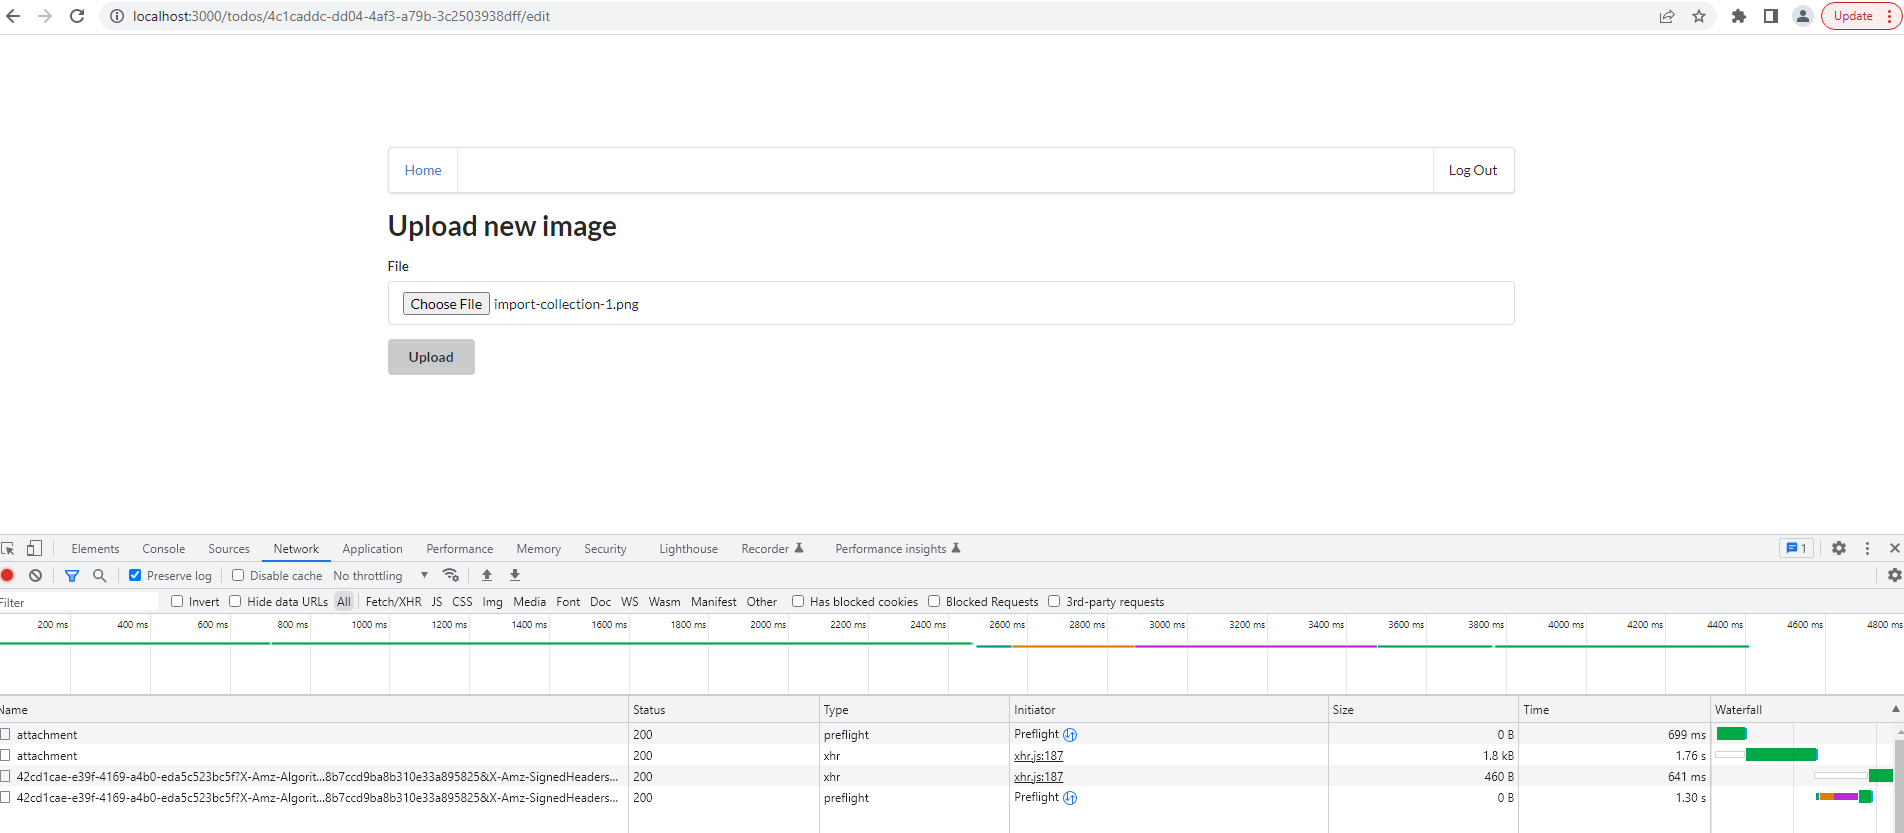 localhost:3000/todos/4c1caddc-dd04-4af3-a79b-3c2503938dff/edit Update
Home Log Out
Upload new image
File
Choose File import-collection-1.png
Upload
Elements Console Sources Network Application Performance Memory Security Lighthouse Recorder Performance insights 1
Preserve log Disable cache No throttling
Filter Invert Hide data URLs All Fetch/XHR JS CSS Img Media Font Doc WS Wasm Manifest Other Has blocked cookies Blocked Requests 3rd-party requests
200 ms 400 ms 600 ms 800 ms 1000 ms 1200 ms 1400 ms 1600 ms 1800 ms 2000 ms 2200 ms 2400 ms 2600 ms 2800 ms 3000 ms 3200 ms 3400 ms 3600 ms 3800 ms 4000 ms 4200 ms 4400 ms 4600 ms 4800 ms
Name Status Type Initiator Size Time Waterfall
attachment 200 preflight Preflight 0 B 699 ms
attachment 200 xhr xhr.js:187 1.8 kB 1.76 s
42cd1cae-e39f-4169-a4b0-eda5c523bc5f?X-Amz-Algorit...8b7ccd9ba8b310e33a895825&X-Amz-SignedHeaders... 200 xhr xhr.js:187 460 B 641 ms
42cd1cae-e39f-4169-a4b0-eda5c523bc5f?X-Amz-Algorit...8b7ccd9ba8b310e33a895825&X-Amz-SignedHeaders... 200 preflight Preflight 0 B 1.30 s